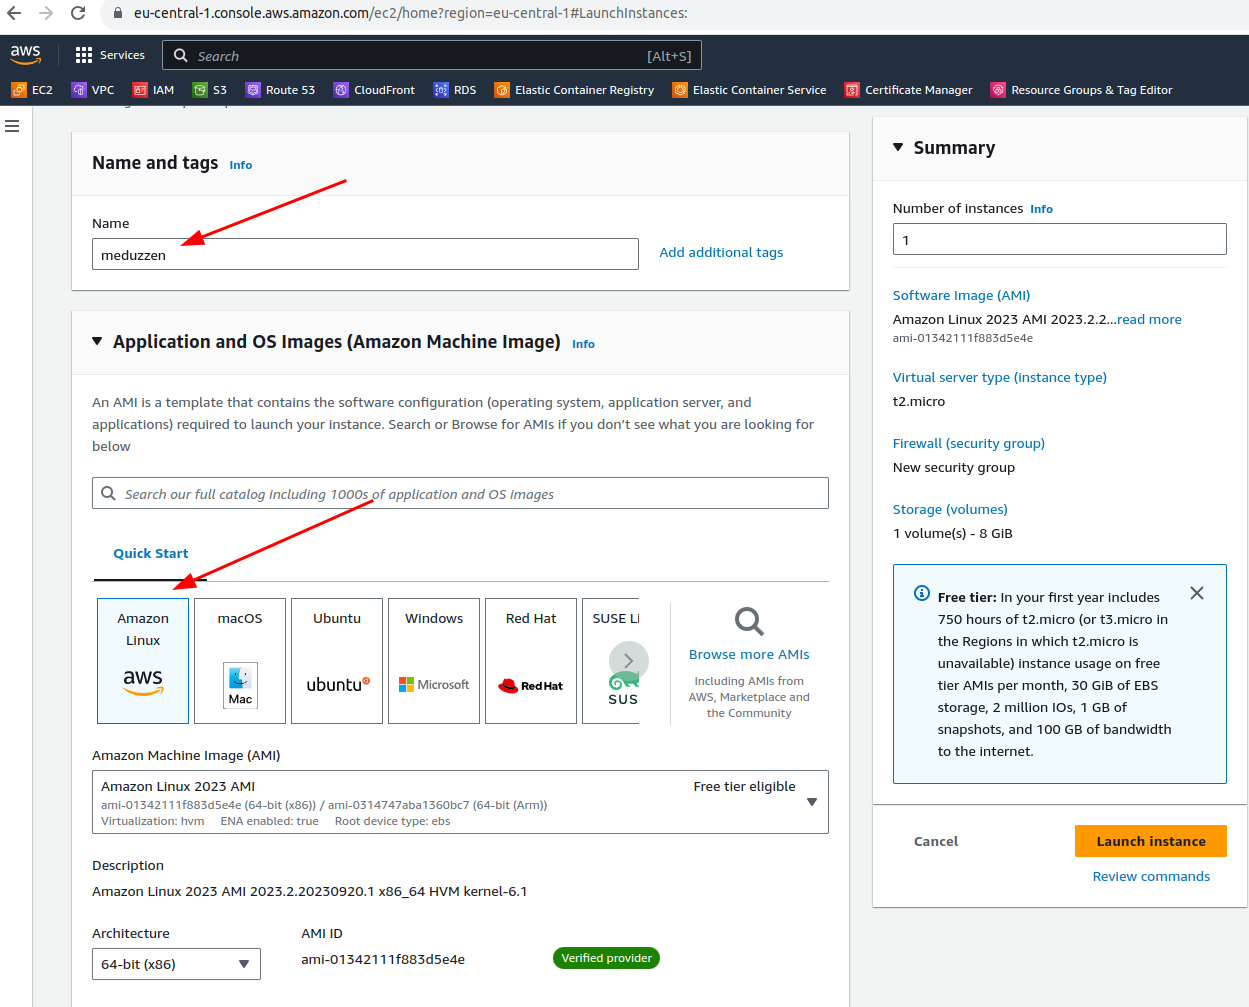 eu-central-1.console.aws.amazon.com/ec2/home?region=eu-central-1#LaunchInstances:
aws
Services
Search
[Alt+S]
EC2
VPC
IAM
S3
Route 53
CloudFront
RDS
Elastic Container Registry
Elastic Container Service
Certificate Manager
Resource Groups & Tag Editor
Name and tags Info
Name
meduzzen
Add additional tags
Application and OS Images (Amazon Machine Image) Info
An AMI is a template that contains the software configuration (operating system, application server, and
applications) required to launch your instance. Search or Browse for AMIs if you don’t see what you are looking for
below
Search our full catalog including 1000s of application and OS images
Quick Start
Amazon
Linux
aws
macOS
Mac
Ubuntu
ubuntu
Windows
Microsoft
Red Hat
RedHat
SUSE Li
SUS
Browse more AMIs
Including AMIs from
AWS, Marketplace and
the Community
Amazon Machine Image (AMI)
Amazon Linux 2023 AMI
Free tier eligible
ami-01342111f883d5e4e (64-bit (x86)) / ami-0314747aba1360bc7 (64-bit (Arm))
Virtualization: hvm ENA enabled: true Root device type: ebs
Description
Amazon Linux 2023 AMI 2023.2.20230920.1 x86_64 HVM kernel-6.1
Architecture
64-bit (x86)
AMI ID
ami-01342111f883d5e4e
Verified provider
Summary
Number of instances Info
1
Software Image (AMI)
Amazon Linux 2023 AMI 2023.2.2...read more
ami-01342111f883d5e4e
Virtual server type (instance type)
t2.micro
Firewall (security group)
New security group
Storage (volumes)
1 volume(s) - 8 GiB
Free tier: In your first year includes
750 hours of t2.micro (or t3.micro in
the Regions in which t2.micro is
unavailable) instance usage on free
tier AMIs per month, 30 GiB of EBS
storage, 2 million IOs, 1 GB of
snapshots, and 100 GB of bandwidth
to the internet.
Cancel
Launch instance
Review commands